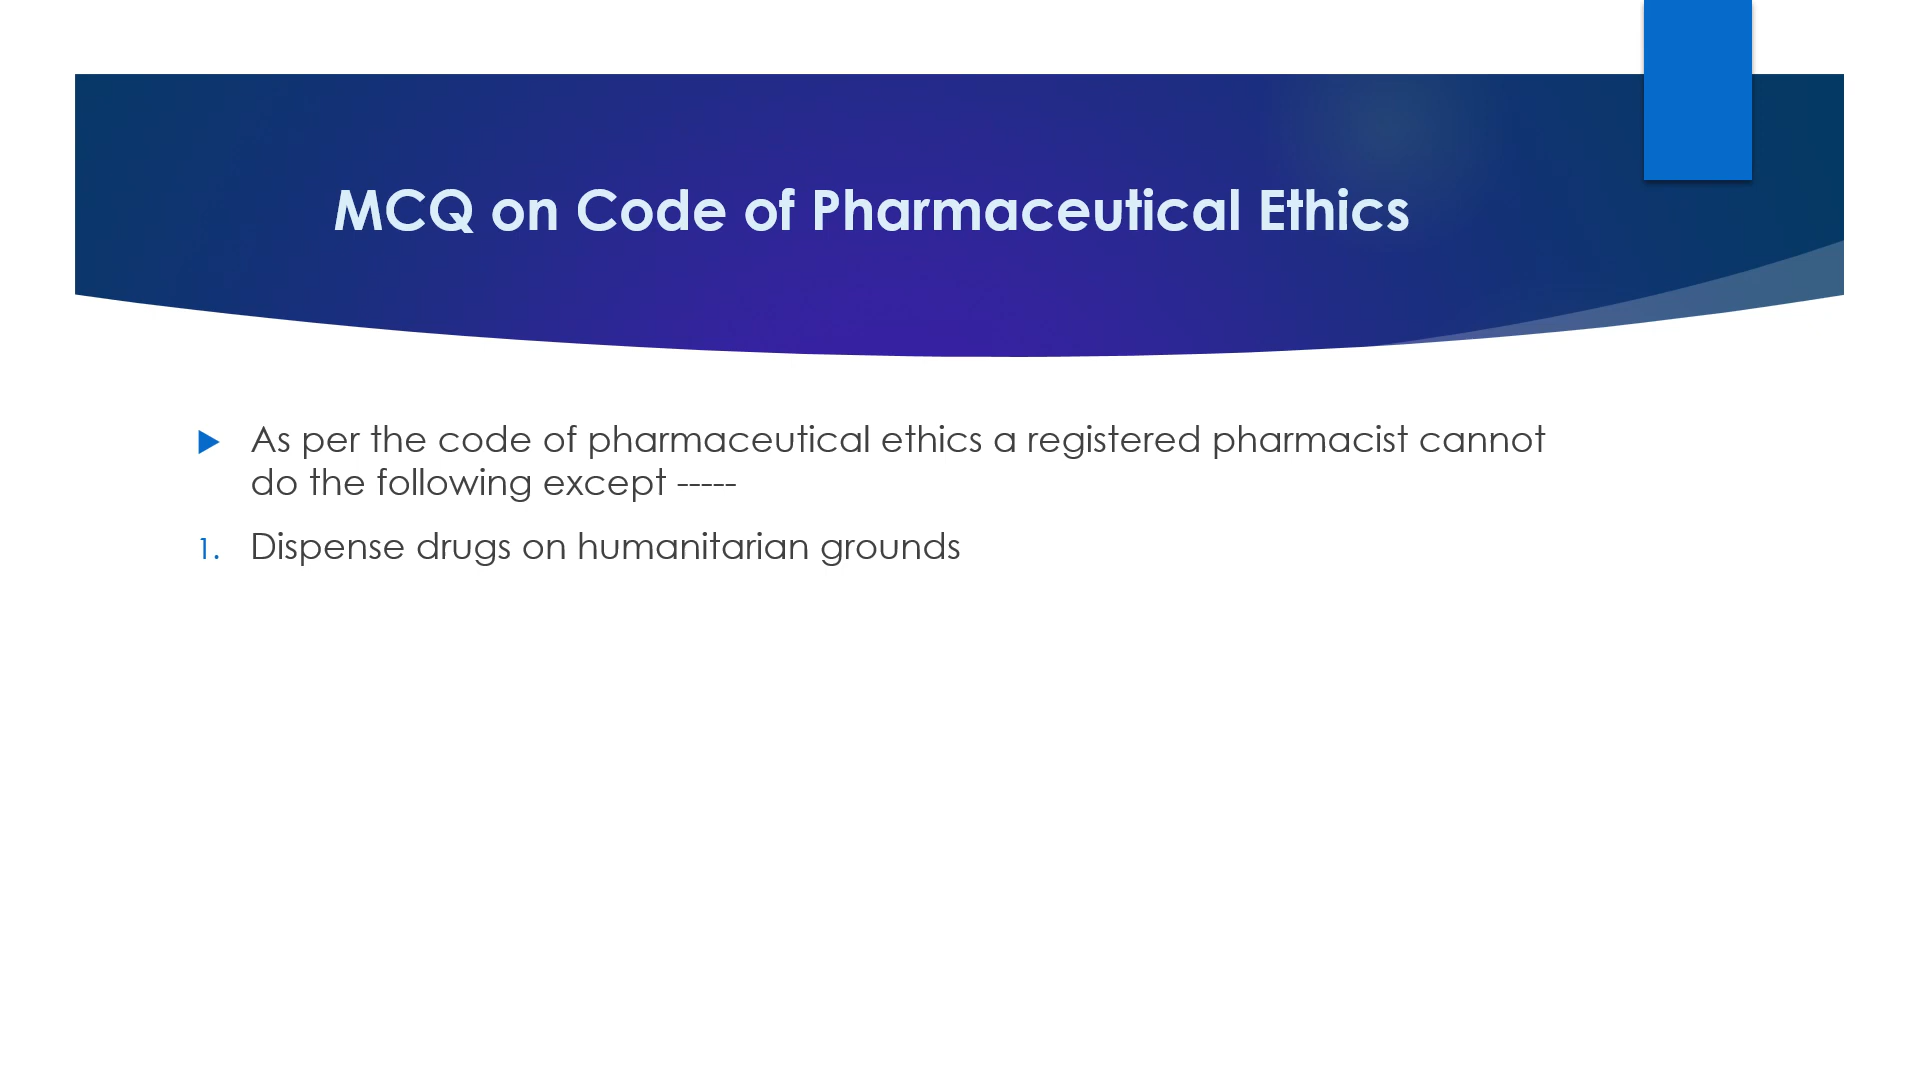 MCQ on Code of Pharmaceutical Ethics
As per the code of pharmaceutical ethics a registered pharmacist cannot
do the following except -----
1. Dispense drugs on humanitarian grounds